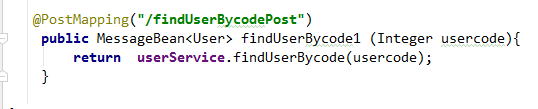 @PostMapping("/findUserBycodePost")
public MessageBean<User> findUserBycode1 (Integer usercode){
return userService.findUserBycode(usercode);
}